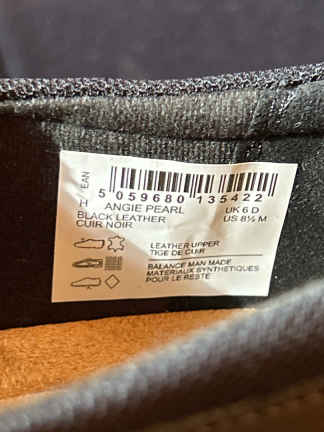 EAN
5 059680 135422
H ANGIE PEARL UK 6 D
BLACK LEATHER US 8½ M
CUIR NOIR
LEATHER UPPER
TIGE DE CUIR
BALANCE MAN MADE
MATERIAUX SYNTHETIQUES
POUR LE RESTE